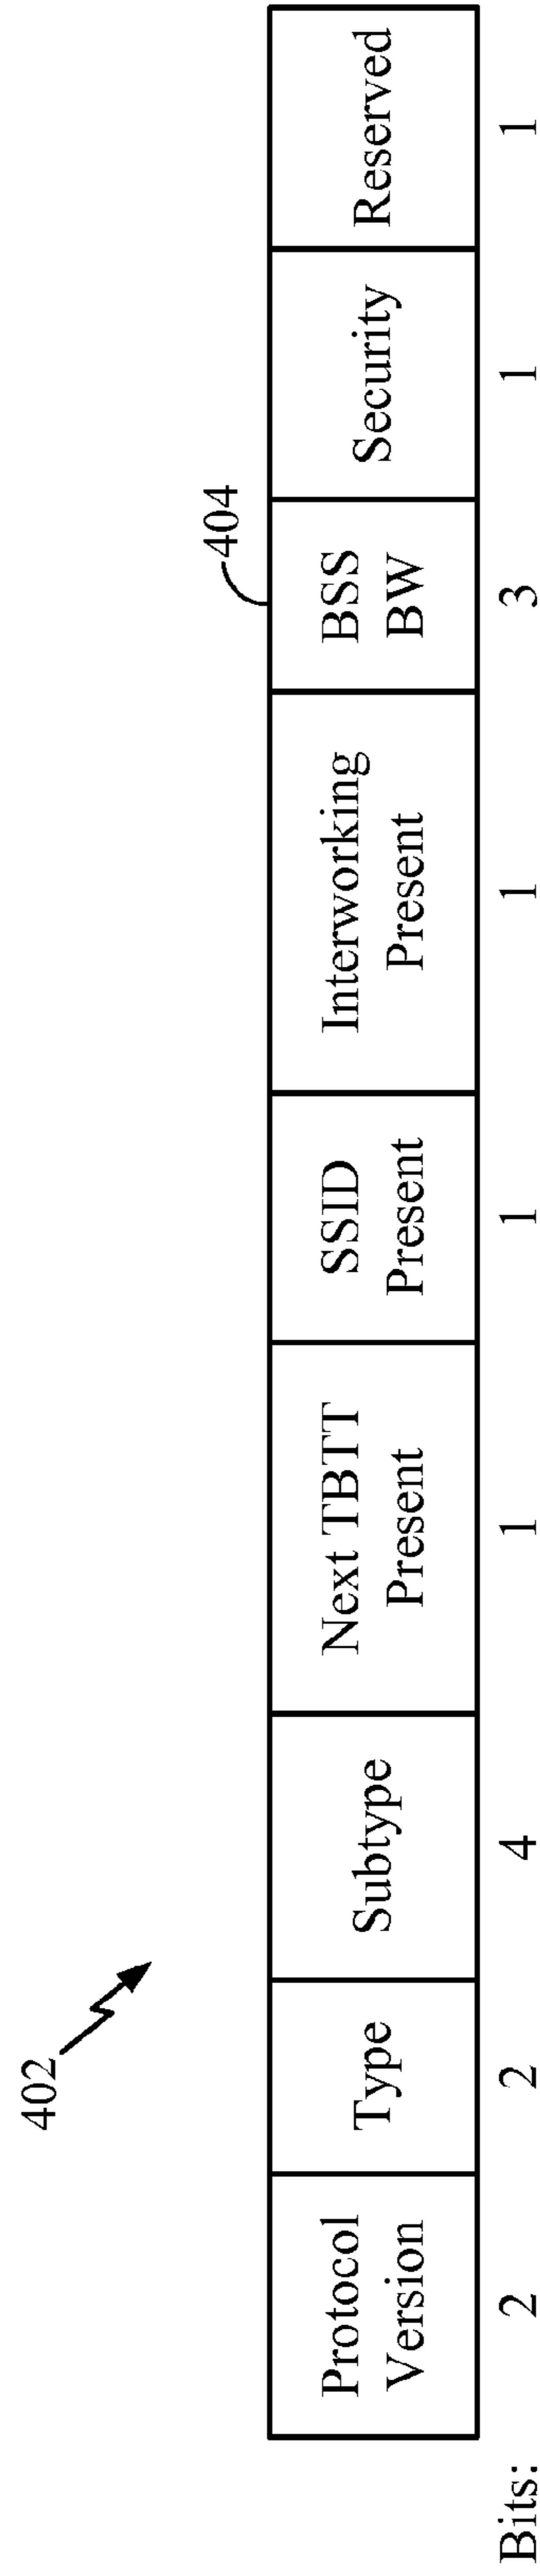 402
404
Protocol
Version
Type
Subtype
Next TBTT
Present
SSID
Present
Interworking
Present
BSS
BW
Security
Reserved
Bits: 2 2 4 1 1 1 3 1 1